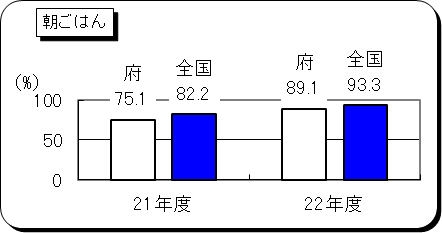 朝ごはん
(%)
府 全国 府 全国
75.1 82.2 89.1 93.3
100
50
0
21年度 22年度